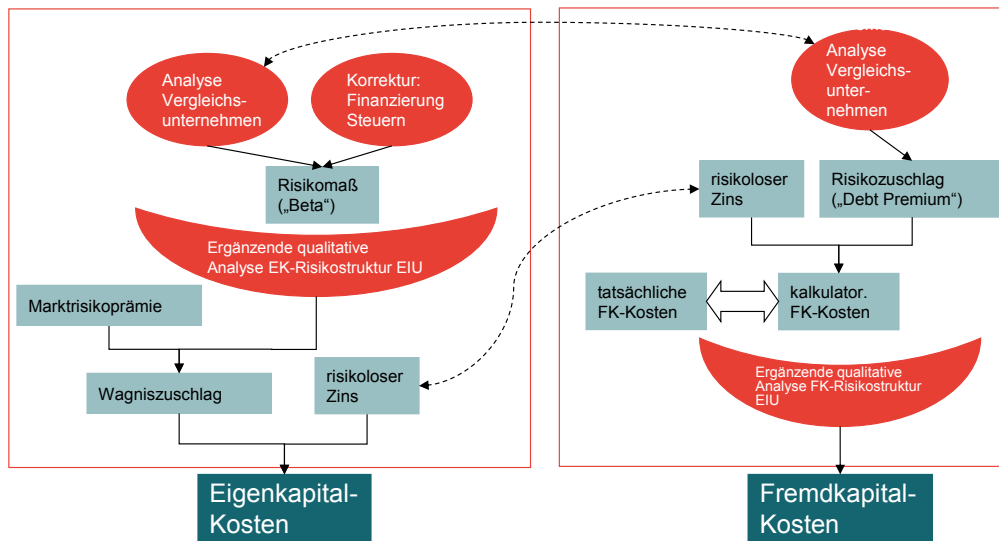 Analyse
Vergleichs-
unternehmen
Korrektur:
Finanzierung
Steuern
Risikomaß
(„Beta“)
Ergänzende qualitative
Analyse EK-Risikostruktur EIU
Marktrisikoprämie
Wagniszuschlag
risikoloser
Zins
Eigenkapital-
Kosten
Analyse
Vergleichs-
unter-
nehmen
risikoloser
Zins
Risikozuschlag
(„Debt Premium“)
tatsächliche
FK-Kosten
kalkulator.
FK-Kosten
Ergänzende qualitative
Analyse FK-Risikostruktur
EIU
Fremdkapital-
Kosten